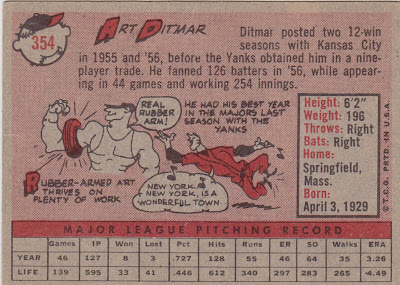 354
ART DITMAR
Ditmar posted two 12-win
seasons with Kansas City
in 1955 and '56, before the Yanks obtained him in a nine-
player trade. He fanned 126 batters in '56, while appear-
ing in 44 games and working 254 innings.
REAL
RUBBER
ARM!
HE HAD HIS BEST YEAR
IN THE MAJORS LAST
SEASON WITH THE
YANKS
RUBBER-ARMED ART
THRIVES ON
PLENTY OF WORK
NEW YORK,
NEW YORK, IS A
WONDERFUL TOWN
Height: 6'2"
Weight: 196
Throws: Right
Bats: Right
Home:
Springfield,
Mass.
Born:
April 3, 1929
© T.C.G. PRTD. IN U.S.A.
MAJOR LEAGUE PITCHING RECORD
Games IP Won Lost Pct. Hits Runs ER SO Walks ERA
YEAR 46 127 8 3 .727 128 55 46 64 35 3.26
LIFE 139 595 33 41 .446 612 340 297 283 265 4.49